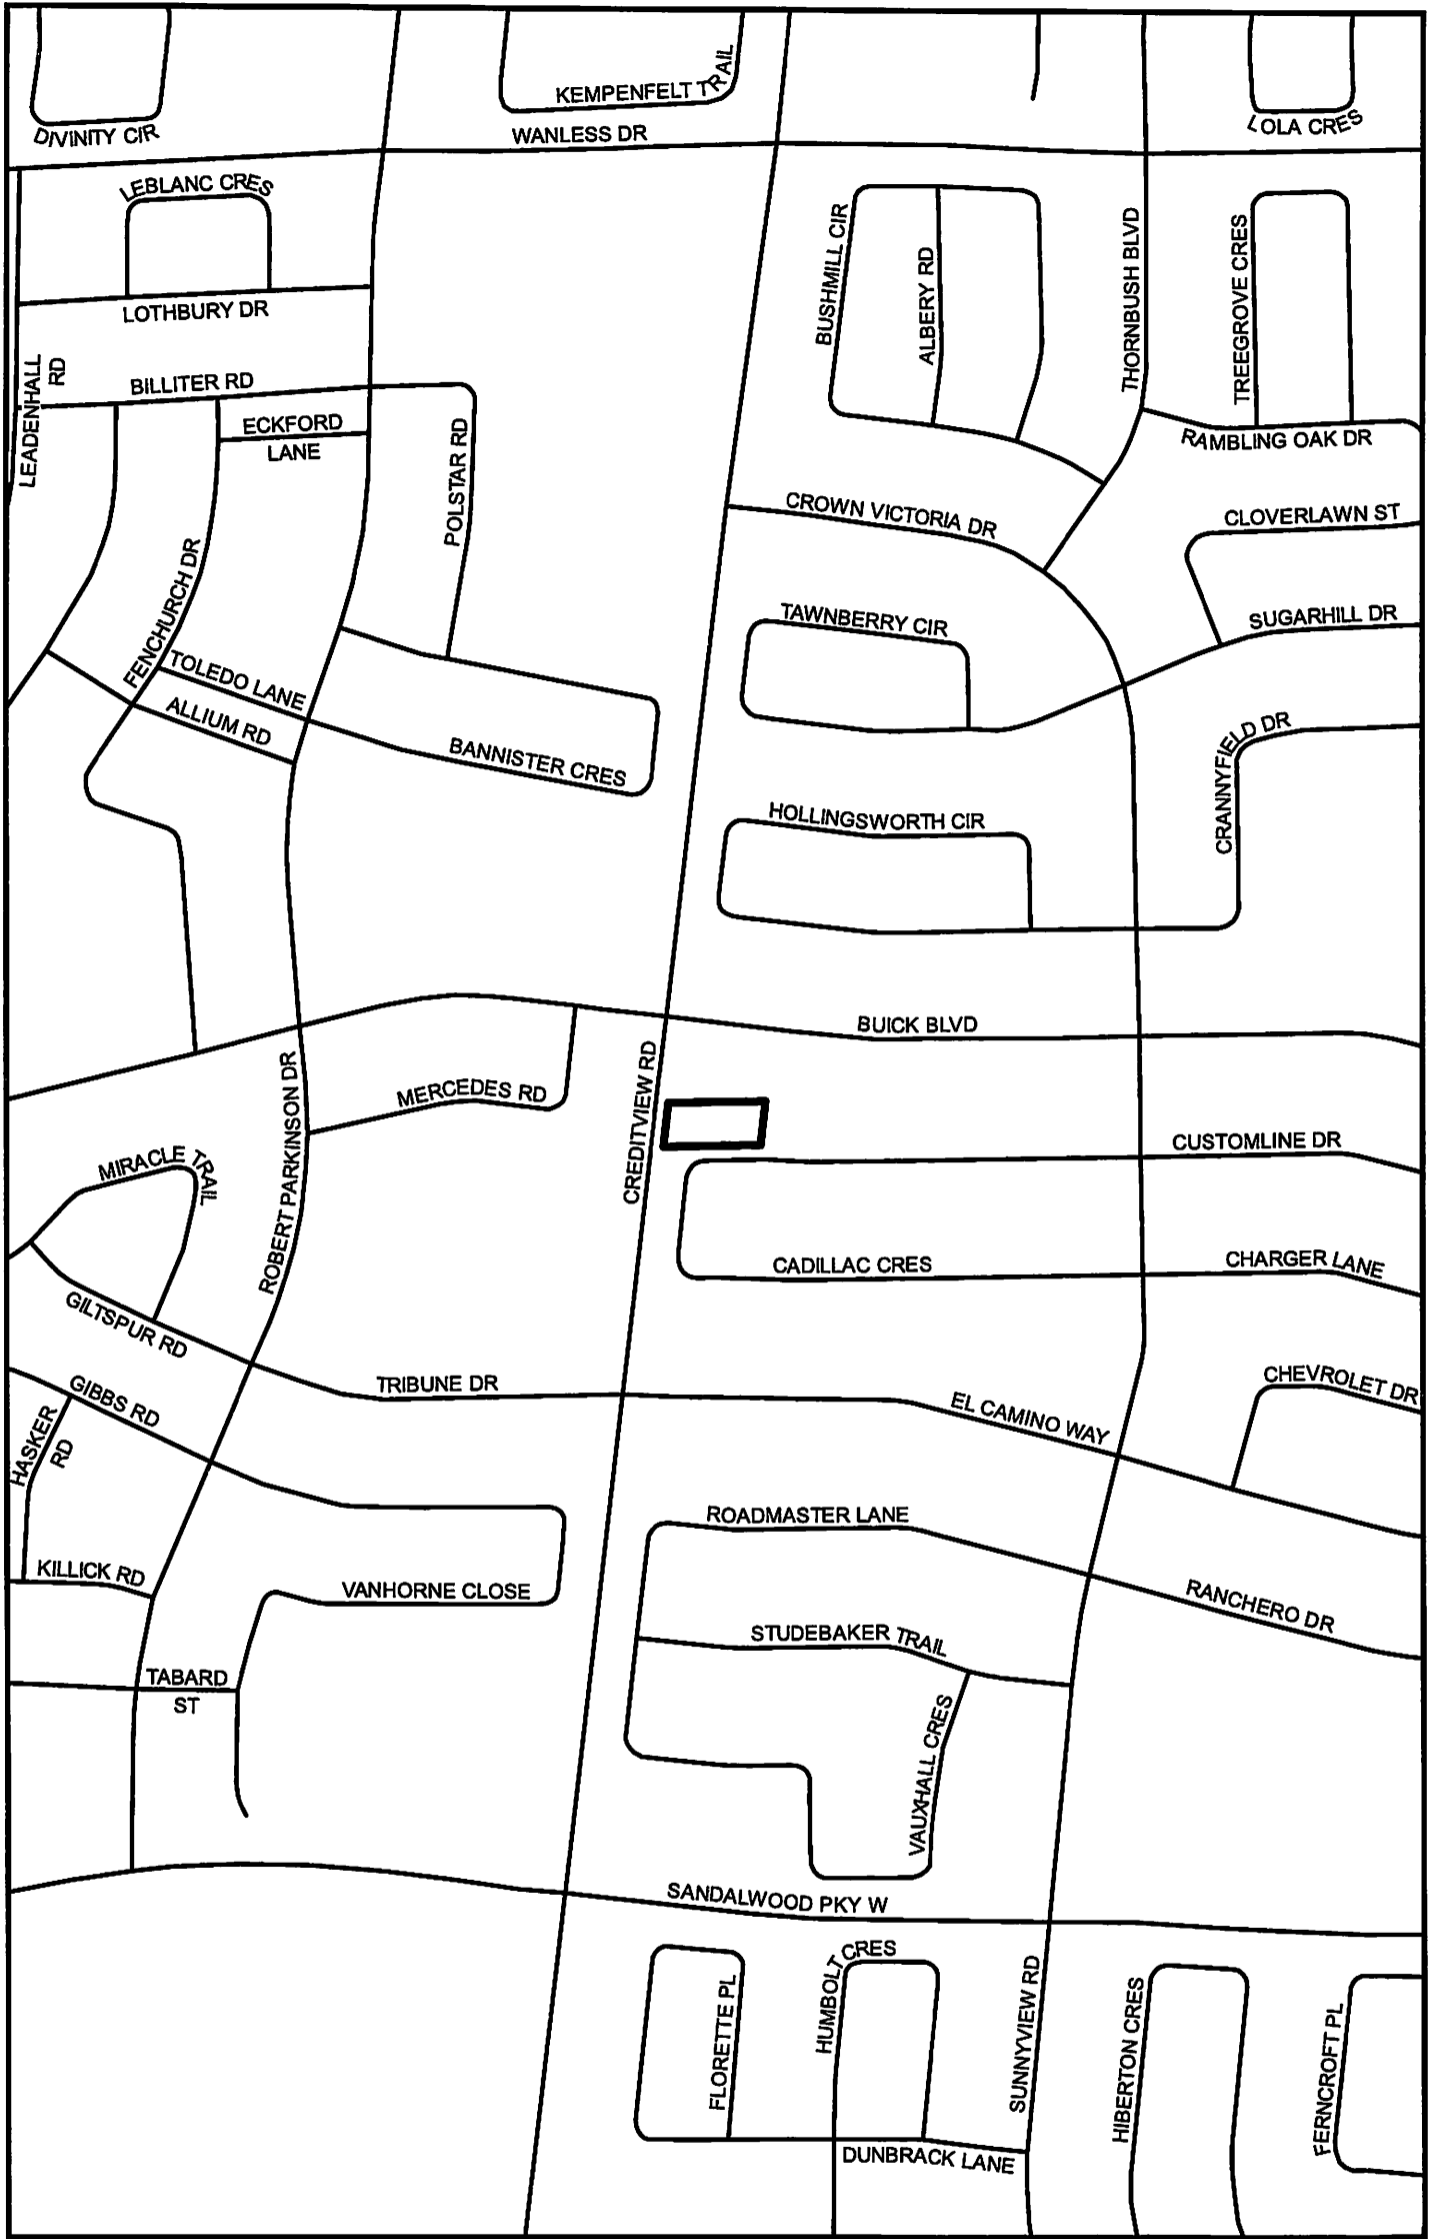 KEMPENFELT TRAIL
DIVINITY CIR
WANLESS DR
LOLA CRES
LEBLANC CRES
BUSHMILL CIR
ALBERY RD
THORNBUSH BLVD
TREEGROVE CRES
LOTHBURY DR
LEADENHALL
RD
BILLITER RD
ECKFORD
LANE
POLSTAR RD
RAMBLING OAK DR
CROWN VICTORIA DR
CLOVERLAWN ST
FENCHURCH DR
TAWNBERRY CIR
SUGARHILL DR
TOLEDO LANE
ALLIUM RD
BANNISTER CRES
CRANNYFIELD DR
HOLLINGSWORTH CIR
BUICK BLVD
CREDITVIEW RD
MERCEDES RD
ROBERT PARKINSON DR
CUSTOMLINE DR
MIRACLE TRAIL
CADILLAC CRES
CHARGER LANE
GILTSPUR RD
TRIBUNE DR
CHEVROLET DR
GIBBS RD
EL CAMINO WAY
HASKER
RD
ROADMASTER LANE
KILLICK RD
VANHORNE CLOSE
RANCHERO DR
STUDEBAKER TRAIL
TABARD
ST
VAUXHALL CRES
SANDALWOOD PKY W
HUMBOLT CRES
FLORETTE PL
SUNNYVIEW RD
HIBERTON CRES
FERNCROFT PL
DUNBRACK LANE